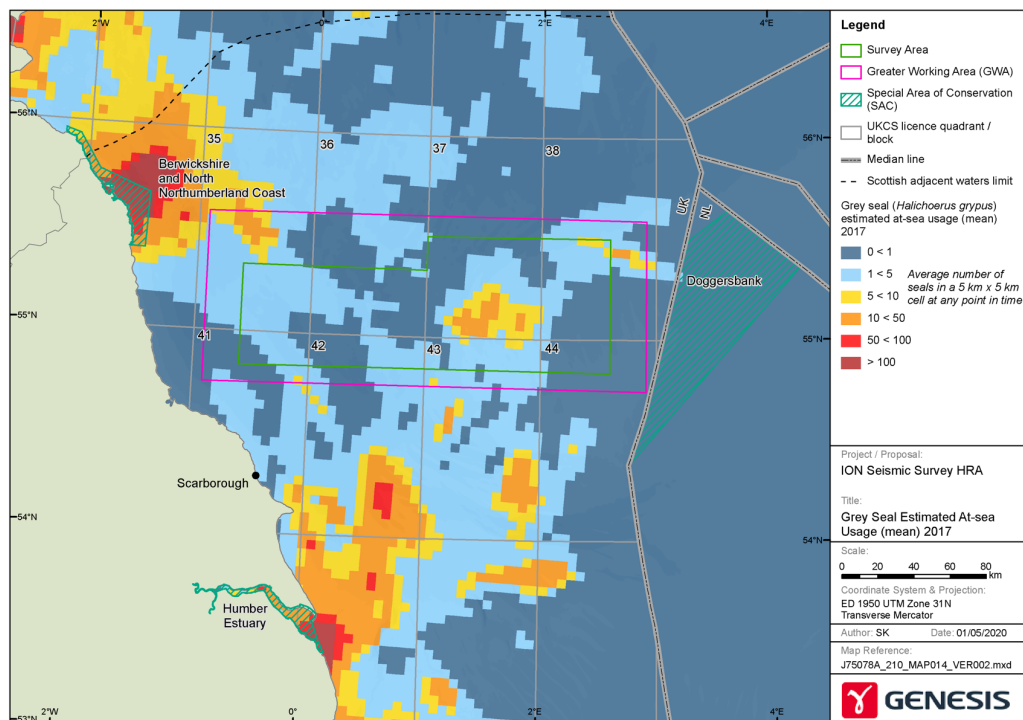 2°W
0°
2°E
4°E
56°N
56°N
35
36
37
38
Berwickshire
and North
Northumberland Coast
UK
NL
Doggersbank
55°N
55°N
41
42
43
44
Scarborough
54°N
54°N
Humber
Estuary
53°N
2°W
0°
2°E
4°E
Legend
Survey Area
Greater Working Area (GWA)
Special Area of Conservation
(SAC)
UKCS licence quadrant /
block
Median line
Scottish adjacent waters limit
Grey seal (Halichoerus grypus)
estimated at-sea usage (mean)
2017
0 < 1
1 < 5
5 < 10
10 < 50
50 < 100
> 100
Average number of
seals in a 5 km x 5 km
cell at any point in time
Project / Proposal:
ION Seismic Survey HRA
Title:
Grey Seal Estimated At-sea
Usage (mean) 2017
Scale:
0 20 40 60 80
km
Coordinate System & Projection:
ED 1950 UTM Zone 31N
Transverse Mercator
Author: SK Date: 01/05/2020
Map Reference:
J75078A_210_MAP014_VER002.mxd
GENESIS